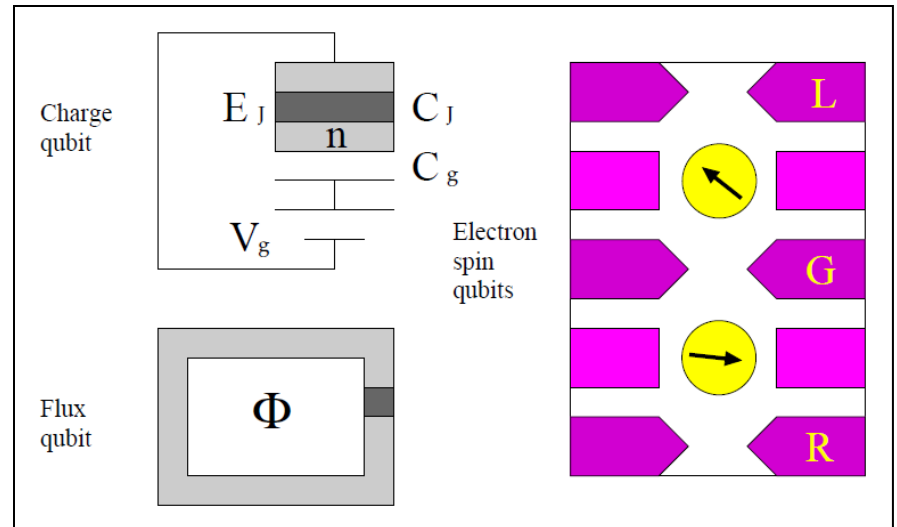 Charge
qubit
E J
C J
n
C g
V g
Electron
spin
qubits
L
G
R
Flux
qubit
Φ